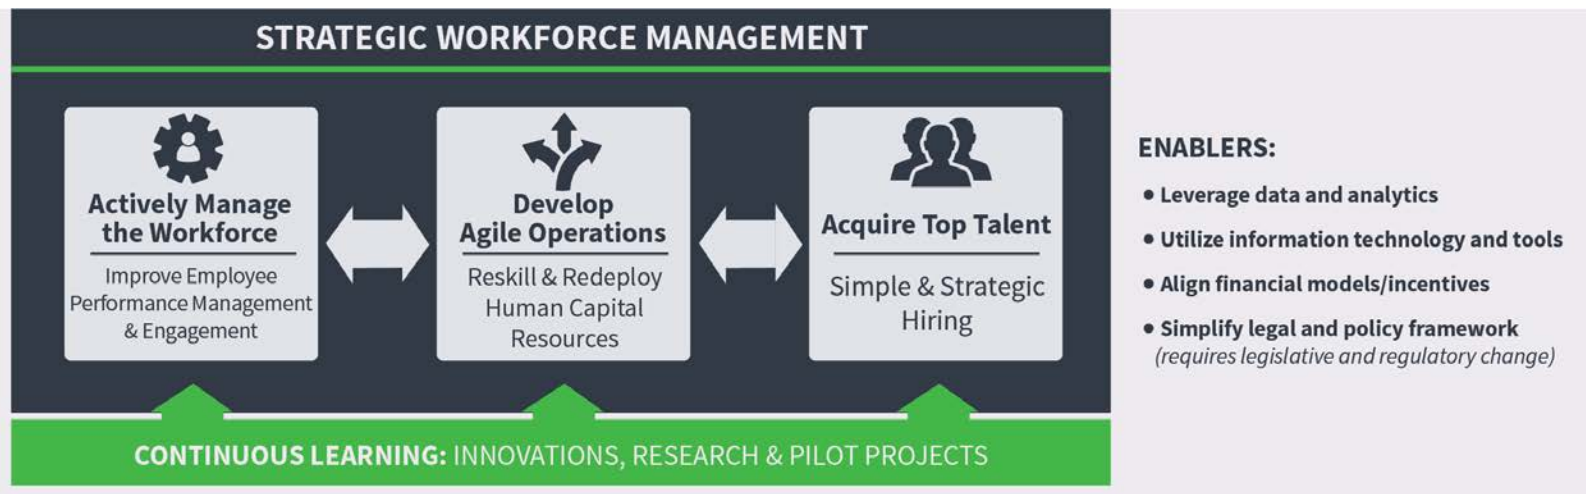 STRATEGIC WORKFORCE MANAGEMENT
Actively Manage
the Workforce
Improve Employee
Performance Management
& Engagement
Develop
Agile Operations
Reskill & Redeploy
Human Capital
Resources
Acquire Top Talent
Simple & Strategic
Hiring
CONTINUOUS LEARNING: INNOVATIONS, RESEARCH & PILOT PROJECTS
ENABLERS:
• Leverage data and analytics
• Utilize information technology and tools
• Align financial models/incentives
• Simplify legal and policy framework
(requires legislative and regulatory change)